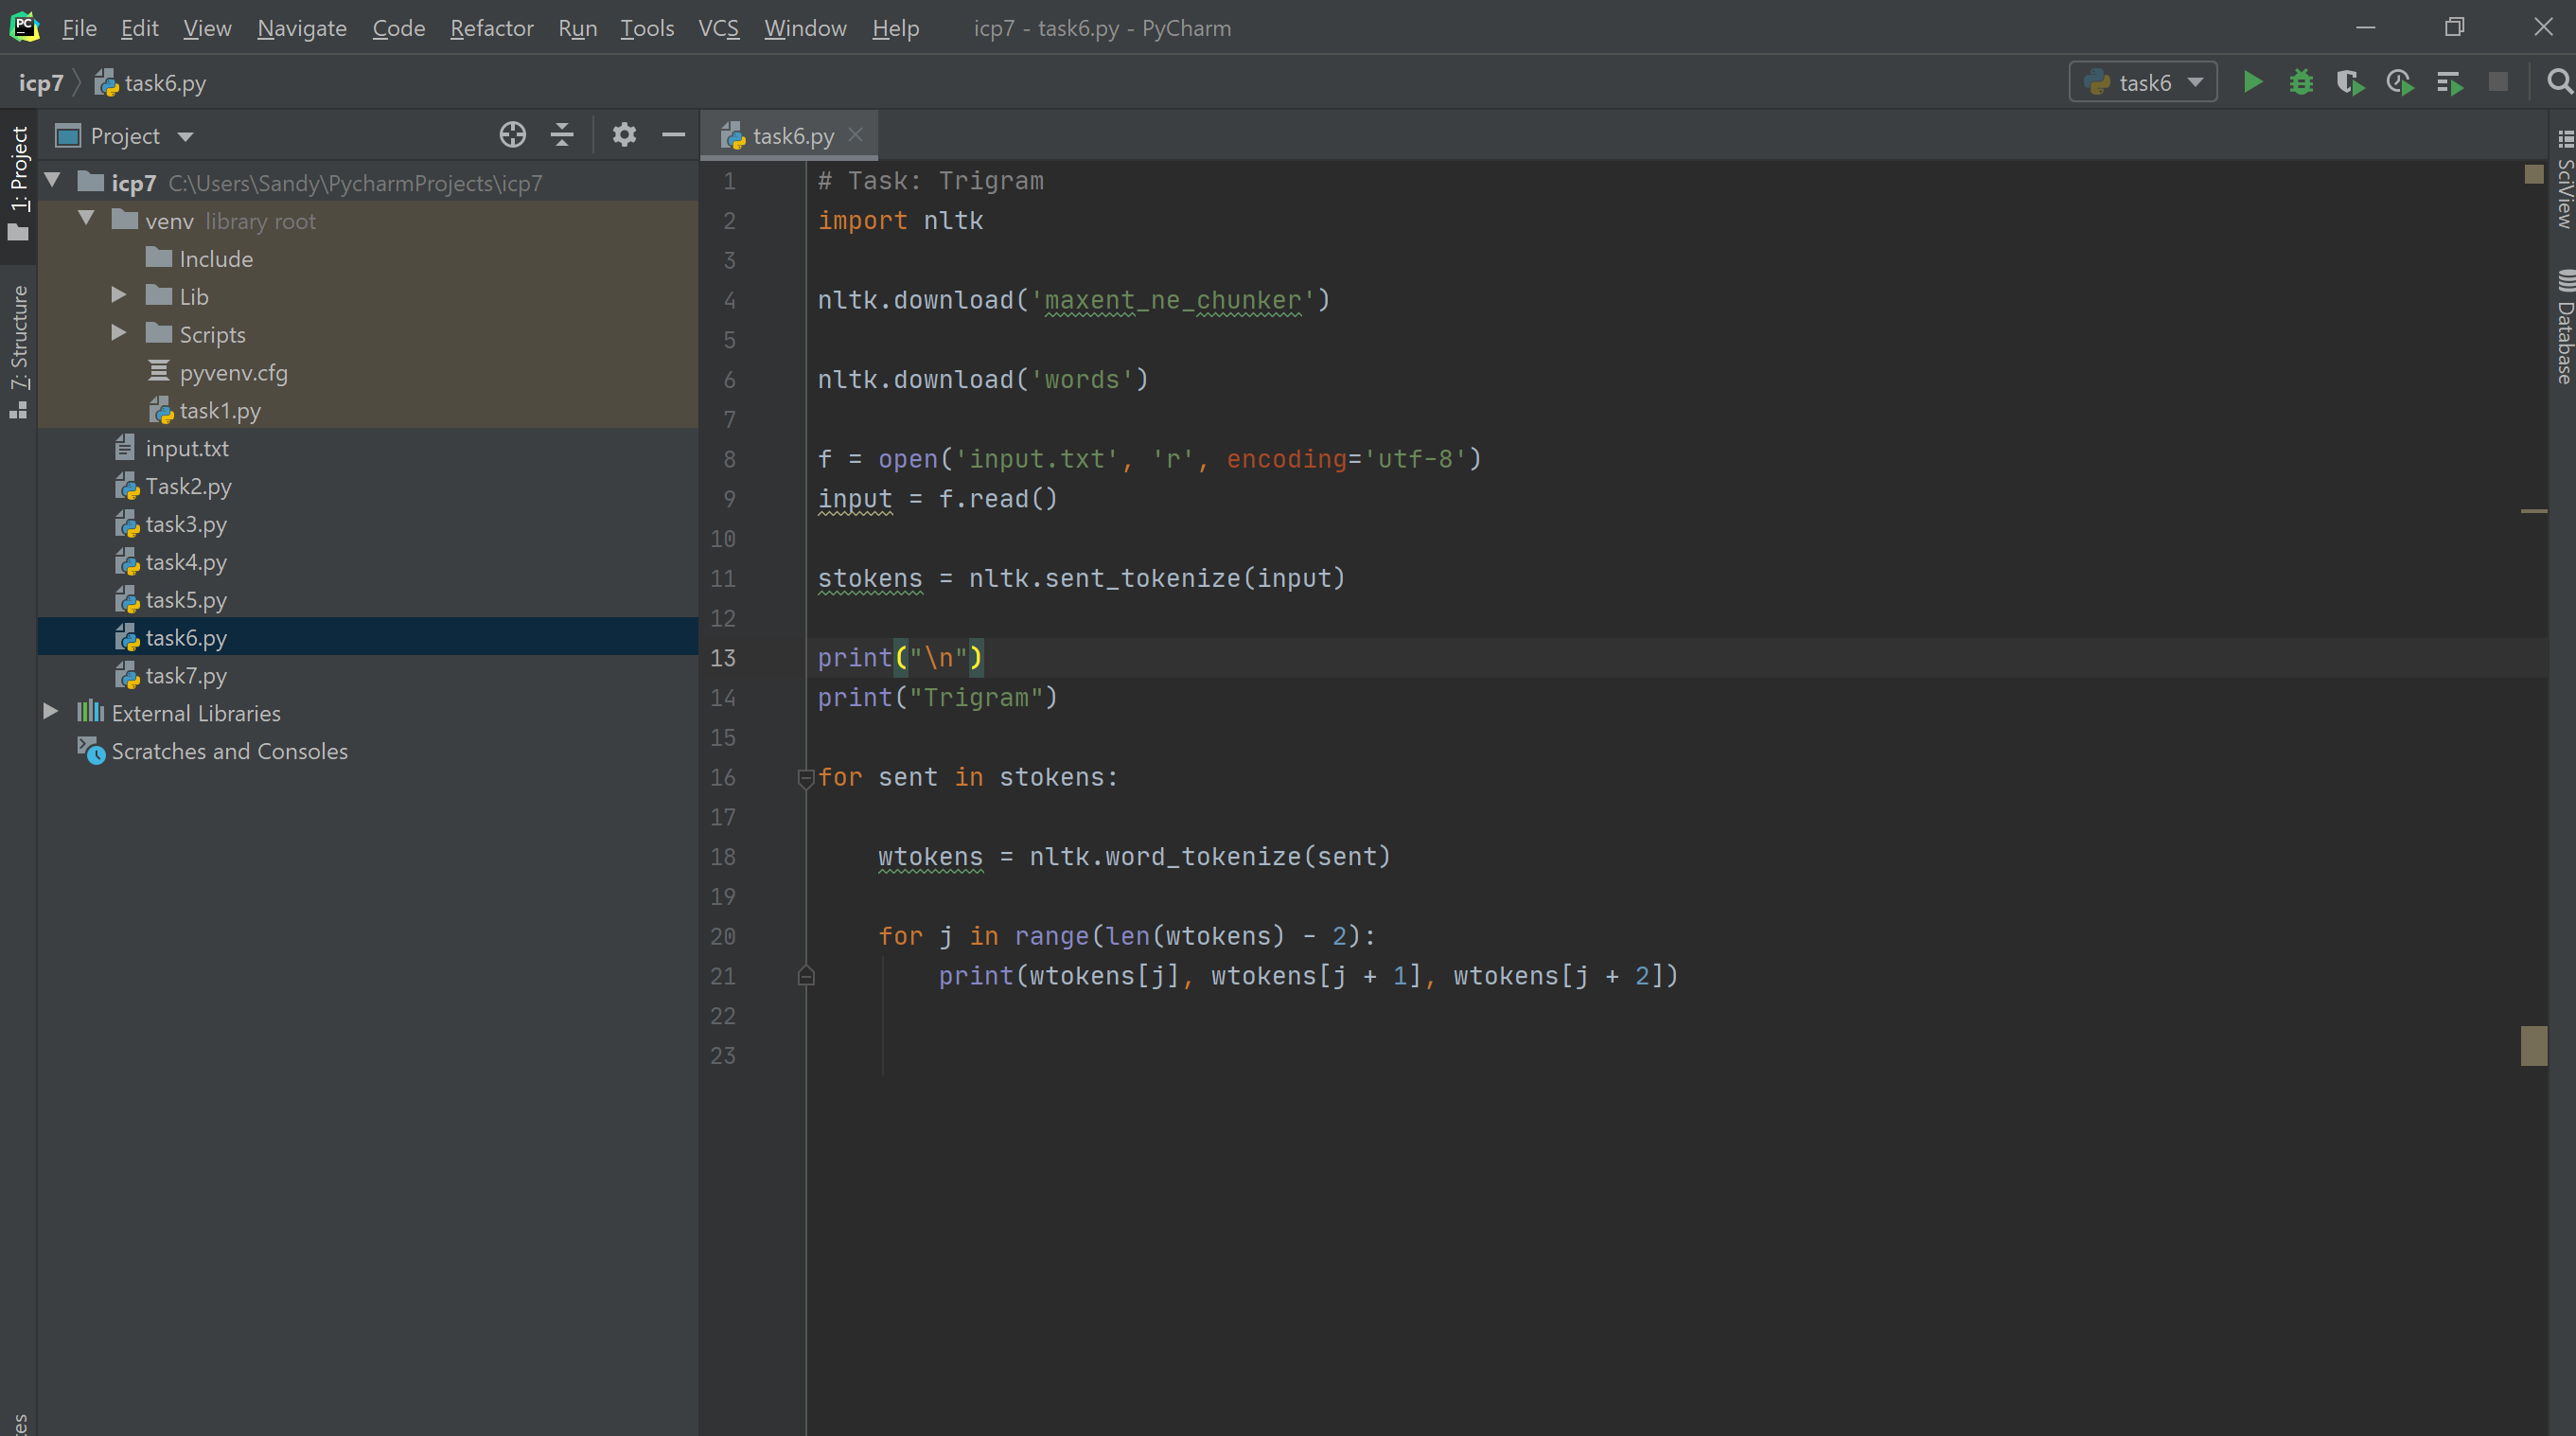 PC File Edit View Navigate Code Refactor Run Tools VCS Window Help icp7 - task6.py - PyCharm
icp7 task6.py task6
1: Project
7: Structure
Project
icp7 C:\Users\Sandy\PycharmProjects\icp7
venv library root
Include
Lib
Scripts
pyvenv.cfg
task1.py
input.txt
Task2.py
task3.py
task4.py
task5.py
task6.py
task7.py
External Libraries
Scratches and Consoles
task6.py
1 # Task: Trigram
2 import nltk
3
4 nltk.download('maxent_ne_chunker')
5
6 nltk.download('words')
7
8 f = open('input.txt', 'r', encoding='utf-8')
9 input = f.read()
10
11 stokens = nltk.sent_tokenize(input)
12
13 print("\n")
14 print("Trigram")
15
16 for sent in stokens:
17
18     wtokens = nltk.word_tokenize(sent)
19
20     for j in range(len(wtokens) - 2):
21         print(wtokens[j], wtokens[j + 1], wtokens[j + 2])
22
23
SciView
Database